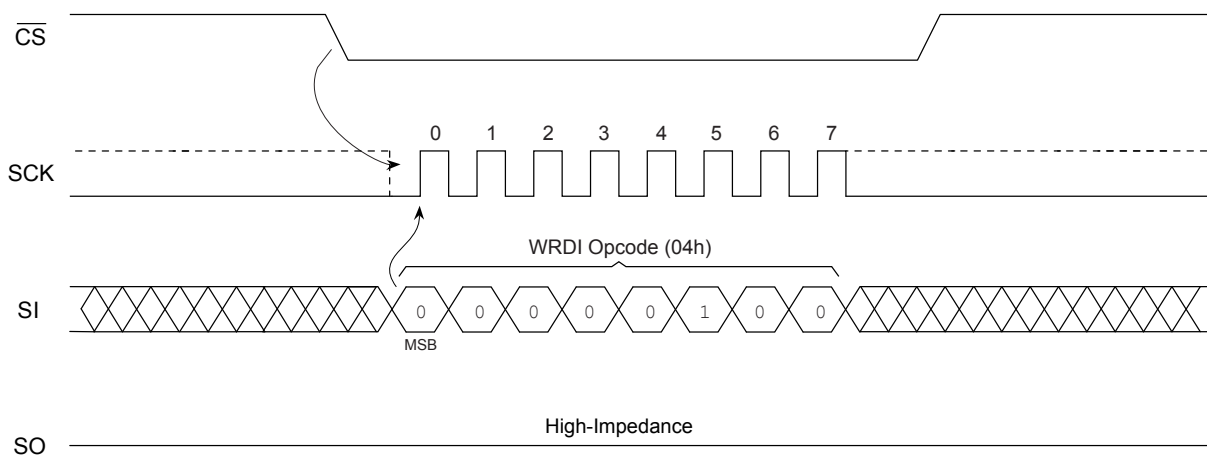 CS
0 1 2 3 4 5 6 7
SCK
WRDI Opcode (04h)
SI
0 0 0 0 0 1 0 0
MSB
High-Impedance
SO